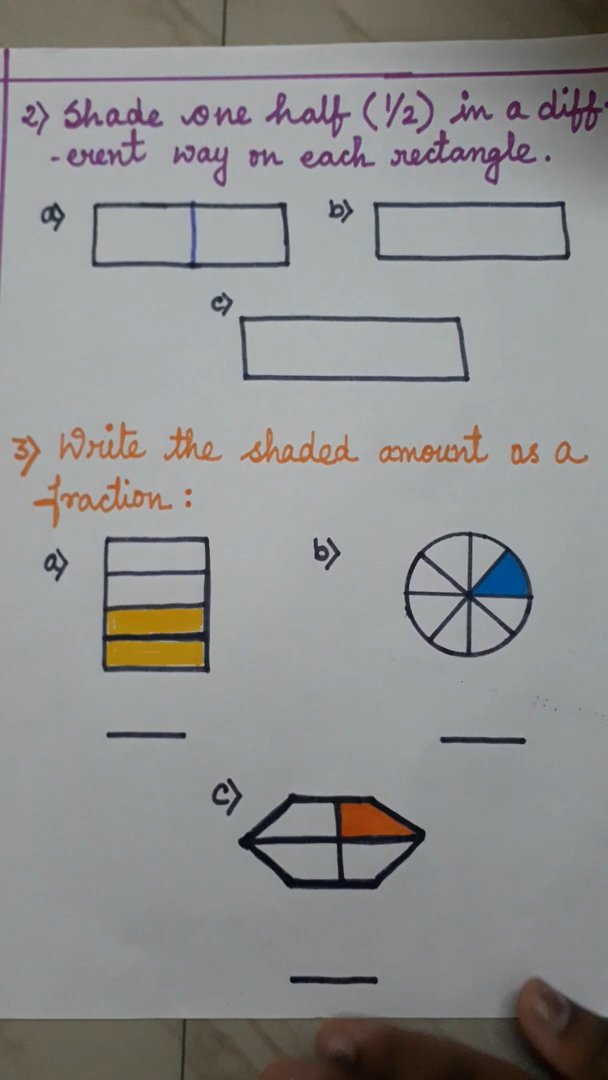 2) Shade one half (1/2) in a diff-
-erent way on each rectangle.
a)
b)
c)
3) Write the shaded amount as a
fraction:
a)
b)
c)